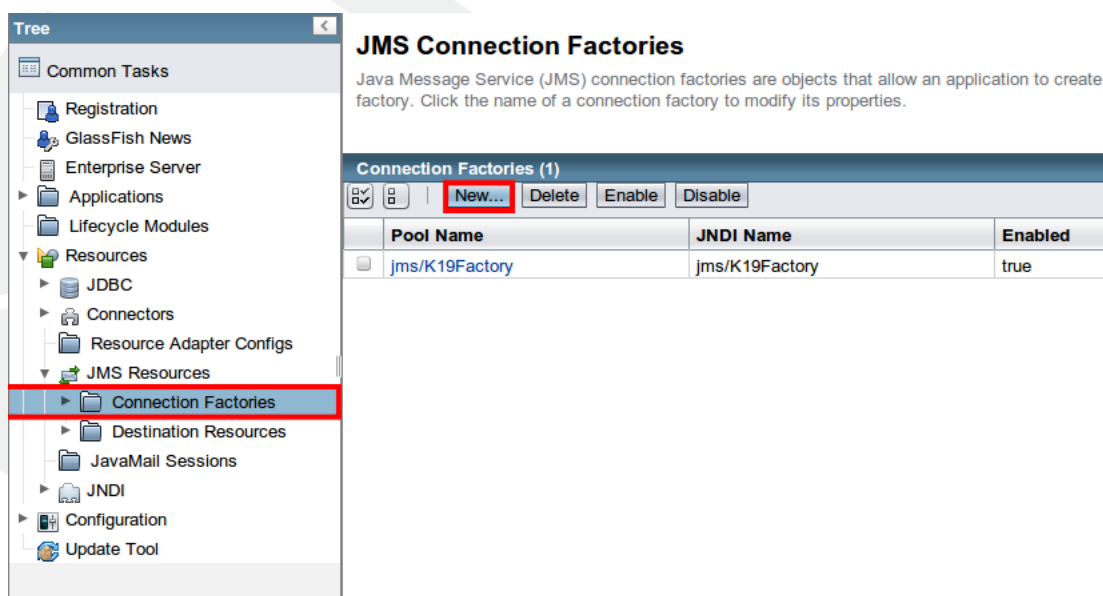 Tree
Common Tasks
Registration
GlassFish News
Enterprise Server
Applications
Lifecycle Modules
Resources
JDBC
Connectors
Resource Adapter Configs
JMS Resources
Connection Factories
Destination Resources
JavaMail Sessions
JNDI
Configuration
Update Tool
JMS Connection Factories
Java Message Service (JMS) connection factories are objects that allow an application to create
factory. Click the name of a connection factory to modify its properties.
Connection Factories (1)
New... Delete Enable Disable
Pool Name JNDI Name Enabled
jms/K19Factory jms/K19Factory true